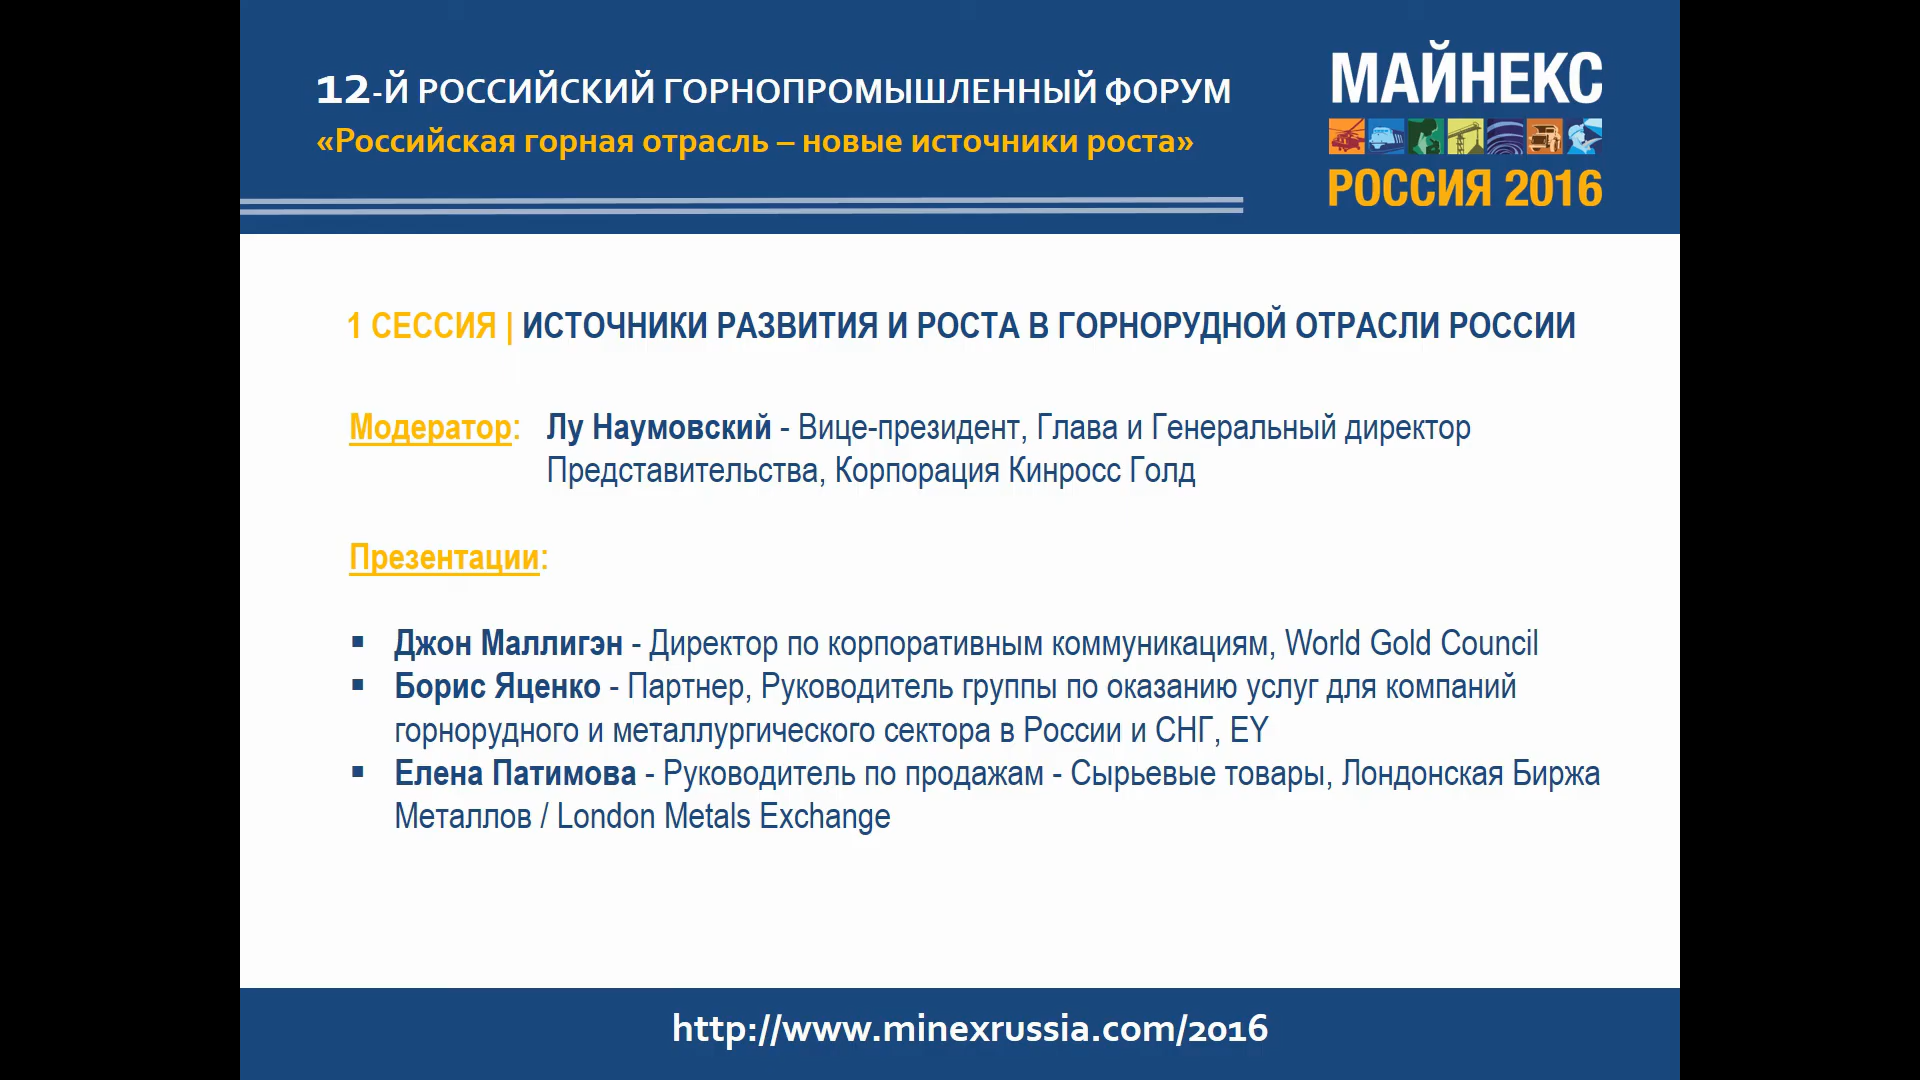 12-Й РОССИЙСКИЙ ГОРНОПРОМЫШЛЕННЫЙ ФОРУМ
«Российская горная отрасль – новые источники роста»
МАЙНЕКС
РОССИЯ 2016
1 СЕССИЯ | ИСТОЧНИКИ РАЗВИТИЯ И РОСТА В ГОРНОРУДНОЙ ОТРАСЛИ РОССИИ
Модератор: Лу Наумовский - Вице-президент, Глава и Генеральный директор
Представительства, Корпорация Кинросс Голд
Презентации:
▪ Джон Маллигэн - Директор по корпоративным коммуникациям, World Gold Council
▪ Борис Яценко - Партнер, Руководитель группы по оказанию услуг для компаний
горнорудного и металлургического сектора в России и СНГ, EY
▪ Елена Патимова - Руководитель по продажам - Сырьевые товары, Лондонская Биржа
Металлов / London Metals Exchange
http://www.minexrussia.com/2016